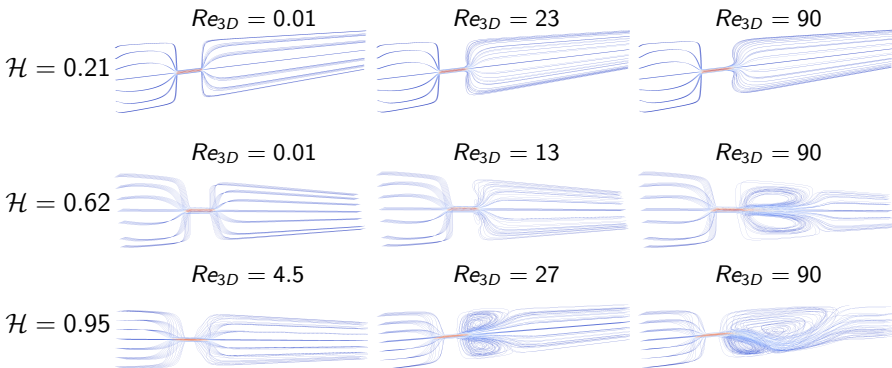 Re3D = 0.01 Re3D = 23 Re3D = 90
ℋ = 0.21
Re3D = 0.01 Re3D = 13 Re3D = 90
ℋ = 0.62
Re3D = 4.5 Re3D = 27 Re3D = 90
ℋ = 0.95